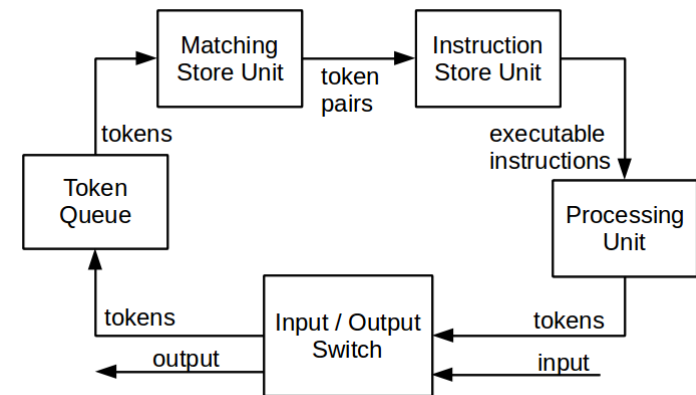 Matching
Store Unit
token
pairs
Instruction
Store Unit
tokens
executable
instructions
Token
Queue
Processing
Unit
tokens
Input / Output
Switch
tokens
output
input